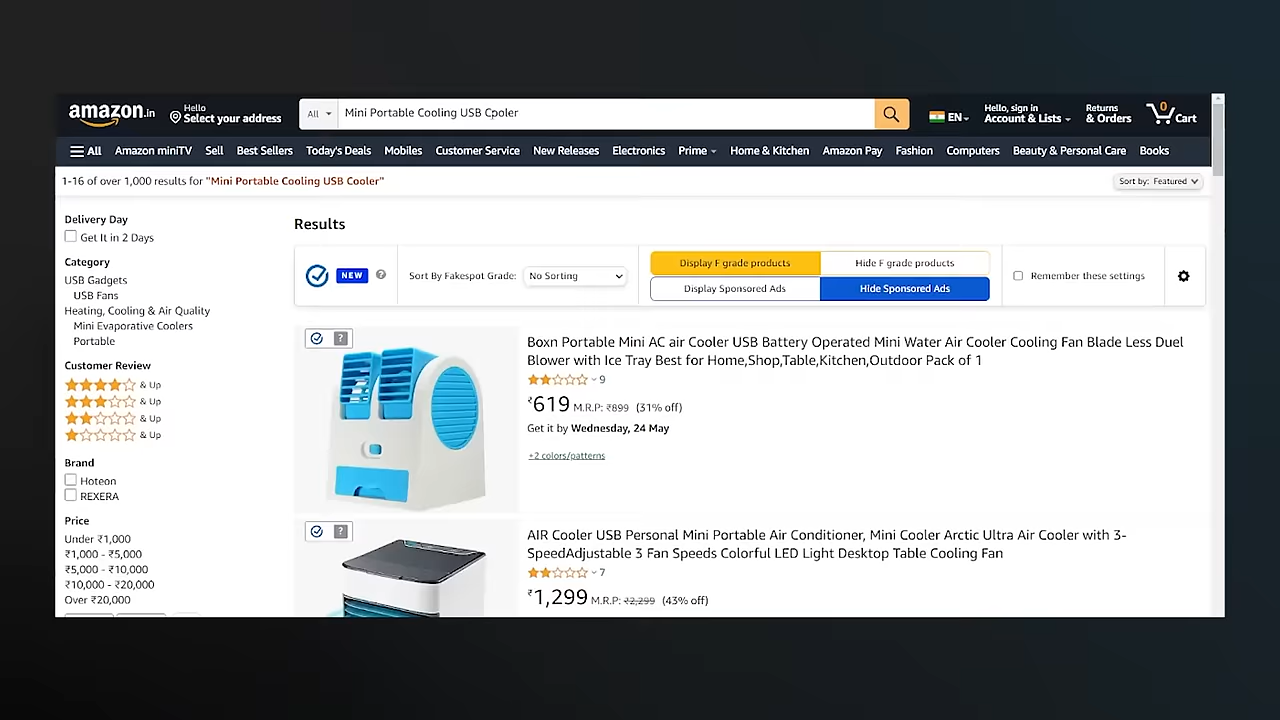 amazon.in
Hello
Select your address
All
Mini Portable Cooling USB Cpoler
EN
Hello, sign in
Account & Lists
Returns
& Orders
0
Cart
All
Amazon miniTV
Sell
Best Sellers
Today's Deals
Mobiles
Customer Service
New Releases
Electronics
Prime
Home & Kitchen
Amazon Pay
Fashion
Computers
Beauty & Personal Care
Books
1-16 of over 1,000 results for "Mini Portable Cooling USB Cooler"
Sort by: Featured
Delivery Day
Get It in 2 Days
Category
USB Gadgets
USB Fans
Heating, Cooling & Air Quality
Mini Evaporative Coolers
Portable
Customer Review
& Up
& Up
& Up
& Up
Brand
Hoteon
REXERA
Price
Under ₹1,000
₹1,000 - ₹5,000
₹5,000 - ₹10,000
₹10,000 - ₹20,000
Over ₹20,000
Results
NEW
?
Sort By Fakespot Grade:
No Sorting
Display F grade products
Hide F grade products
Display Sponsored Ads
Hide Sponsored Ads
Remember these settings
?
Boxn Portable Mini AC air Cooler USB Battery Operated Mini Water Air Cooler Cooling Fan Blade Less Duel
Blower with Ice Tray Best for Home,Shop,Table,Kitchen,Outdoor Pack of 1
9
₹619 M.R.P: ₹899 (31% off)
Get it by Wednesday, 24 May
+2 colors/patterns
?
AIR Cooler USB Personal Mini Portable Air Conditioner, Mini Cooler Arctic Ultra Air Cooler with 3-
SpeedAdjustable 3 Fan Speeds Colorful LED Light Desktop Table Cooling Fan
7
₹1,299 M.R.P: ₹2,299 (43% off)